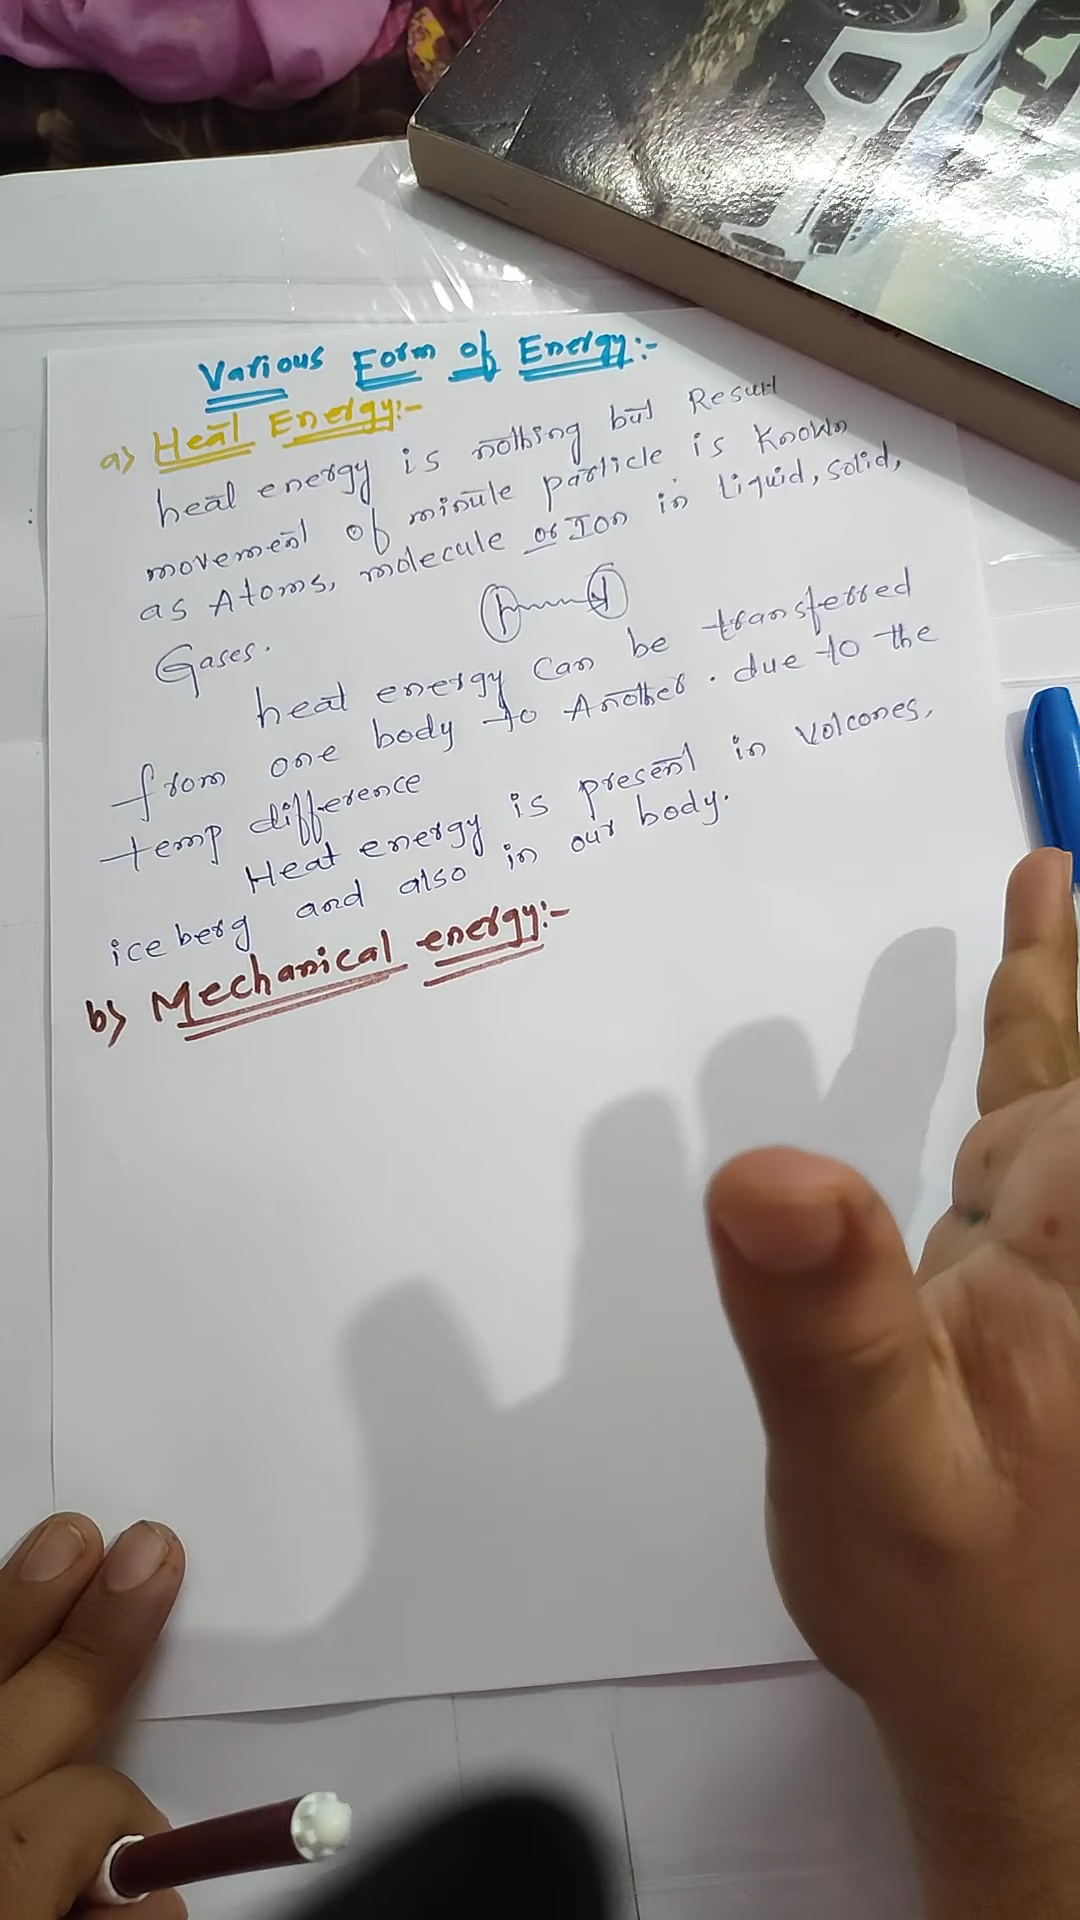 Various Form of Energy:-
a) Heat Energy:-
heat energy is nothing but Result
movement of minute particle is known
as Atoms, molecule or Ion in liquid, solid,
Gases.
heat energy can be transferred
from one body to Another. due to the
temp difference
Heat energy is present in volcones,
ice berg and also in our body.
b) Mechanical energy:-